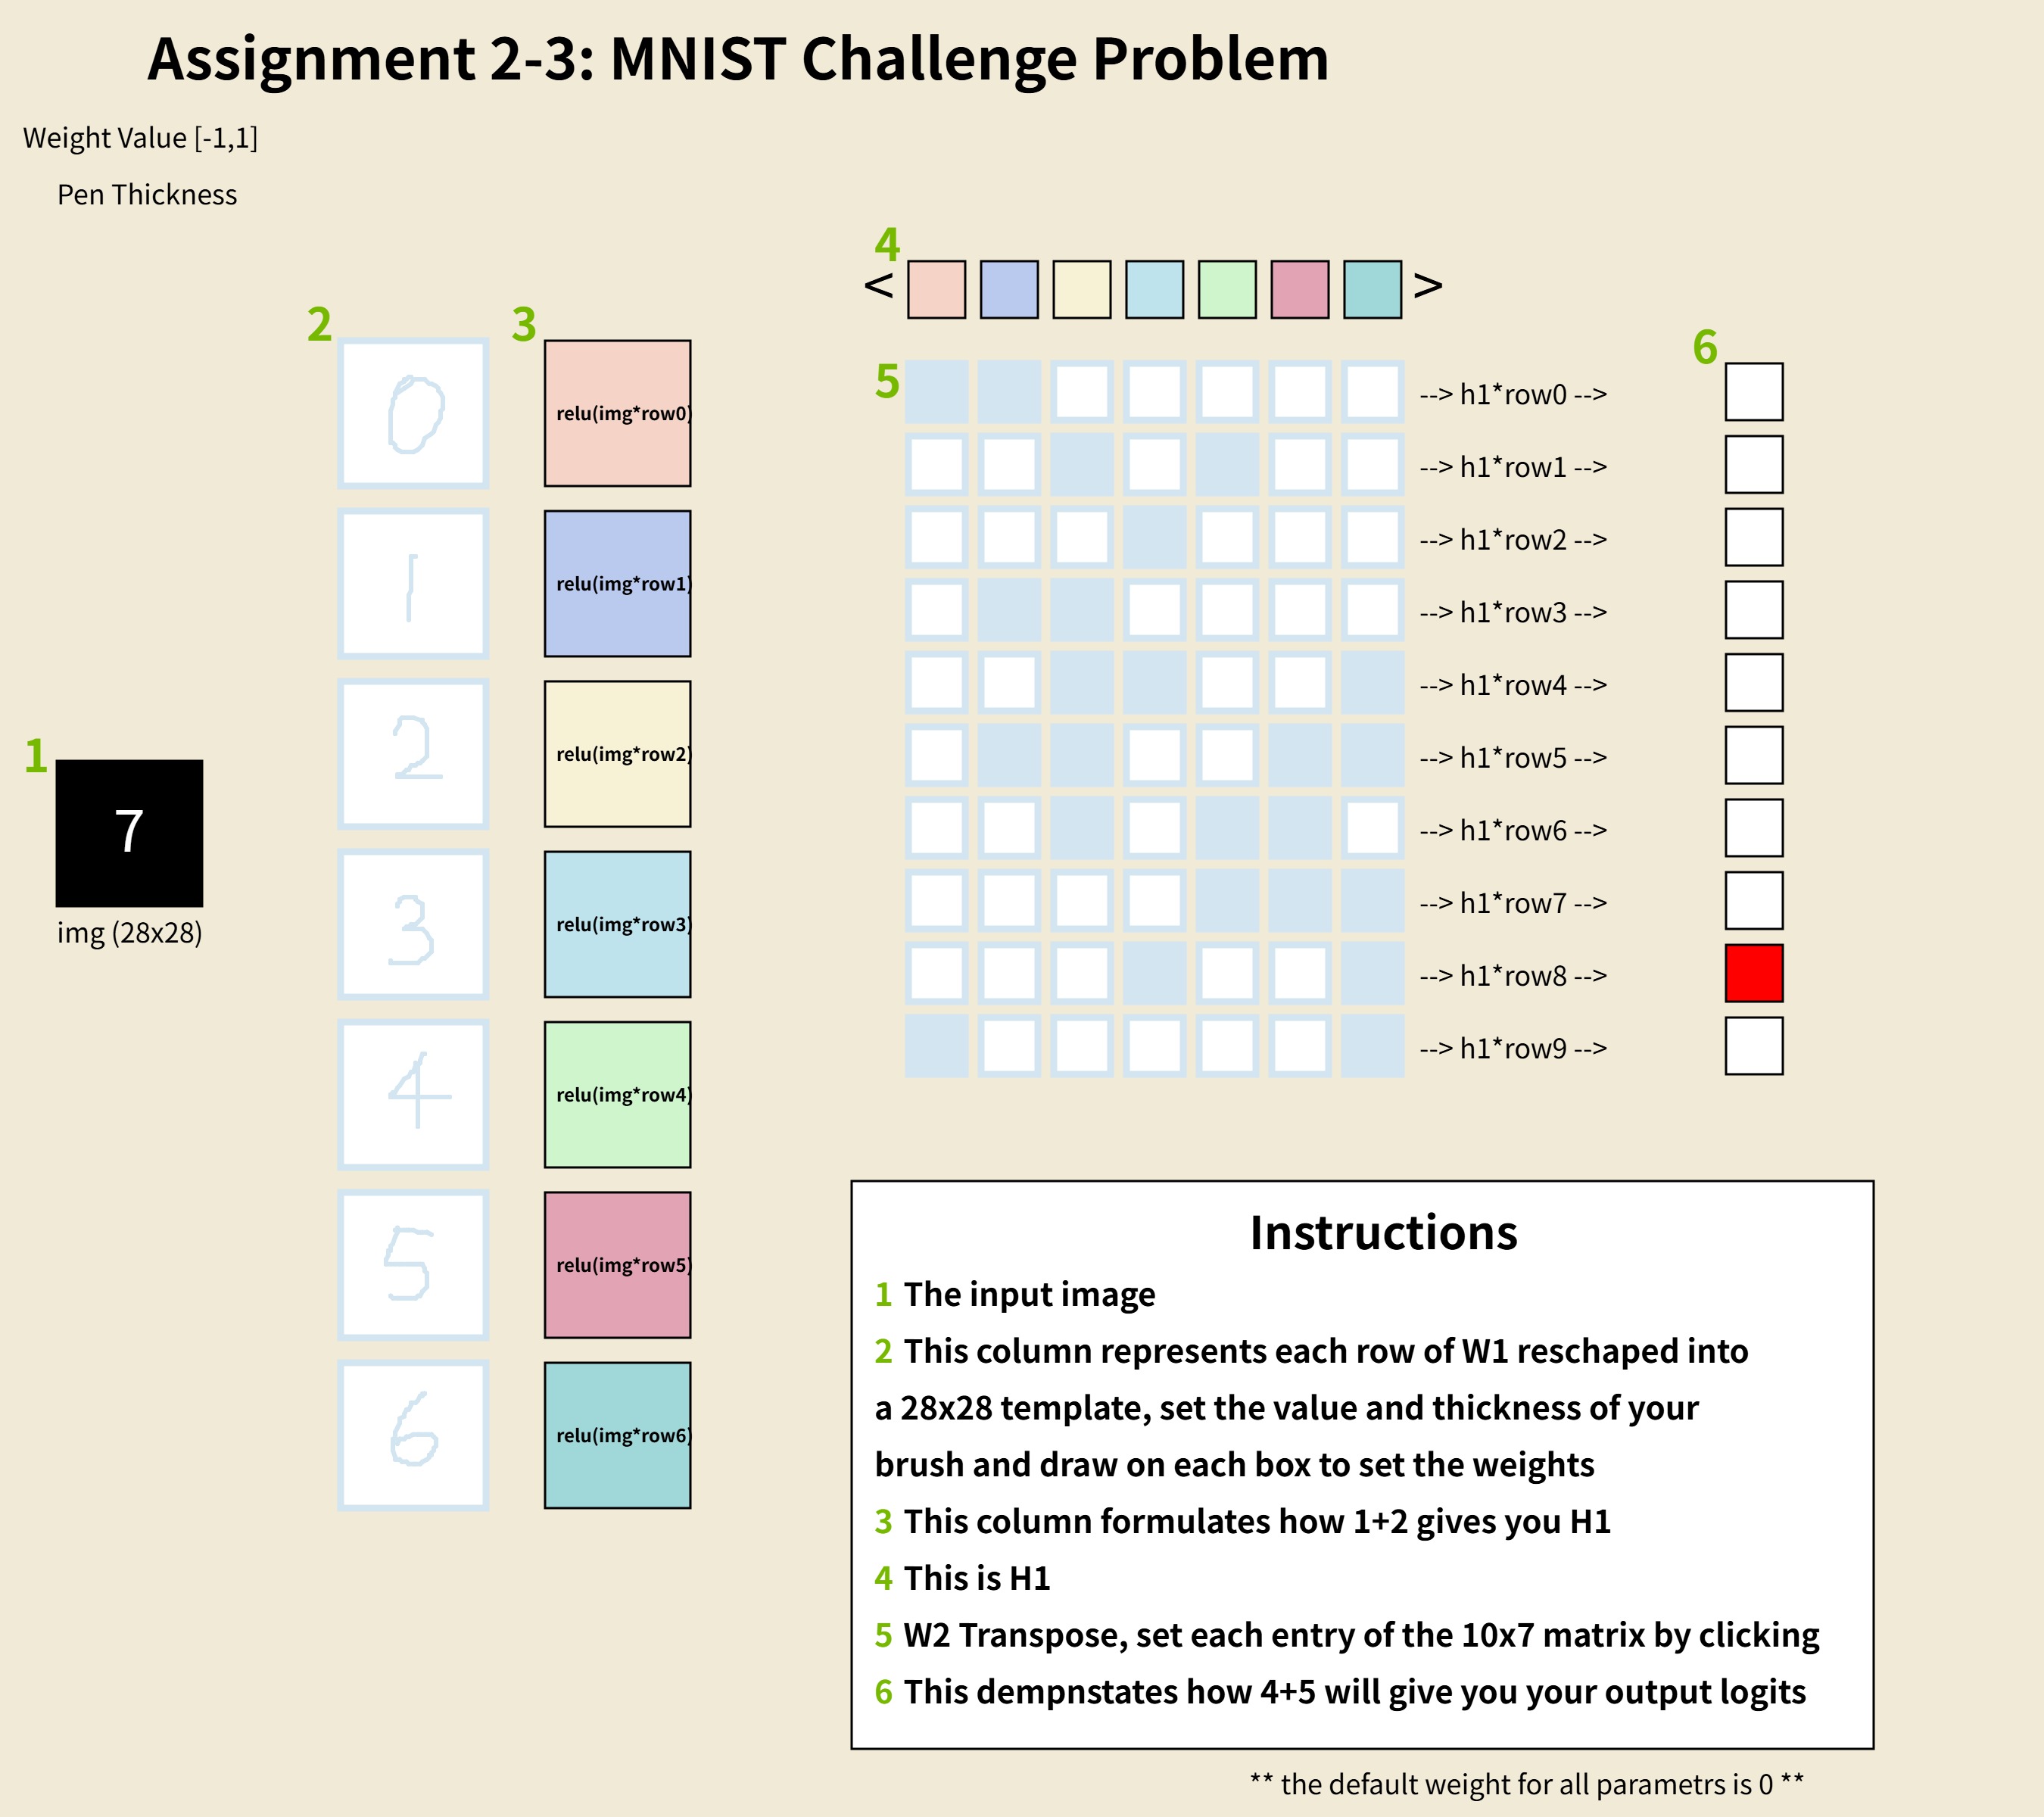 Assignment 2-3: MNIST Challenge Problem
Weight Value [-1,1]
Pen Thickness
1
7
img (28x28)
2
0
1
2
3
4
5
6
3
relu(img*row0)
relu(img*row1)
relu(img*row2)
relu(img*row3)
relu(img*row4)
relu(img*row5)
relu(img*row6)
4
< >
5
--> h1*row0 -->
--> h1*row1 -->
--> h1*row2 -->
--> h1*row3 -->
--> h1*row4 -->
--> h1*row5 -->
--> h1*row6 -->
--> h1*row7 -->
--> h1*row8 -->
--> h1*row9 -->
6
Instructions
1 The input image
2 This column represents each row of W1 reschaped into
a 28x28 template, set the value and thickness of your
brush and draw on each box to set the weights
3 This column formulates how 1+2 gives you H1
4 This is H1
5 W2 Transpose, set each entry of the 10x7 matrix by clicking
6 This dempnstates how 4+5 will give you your output logits
** the default weight for all parametrs is 0 **